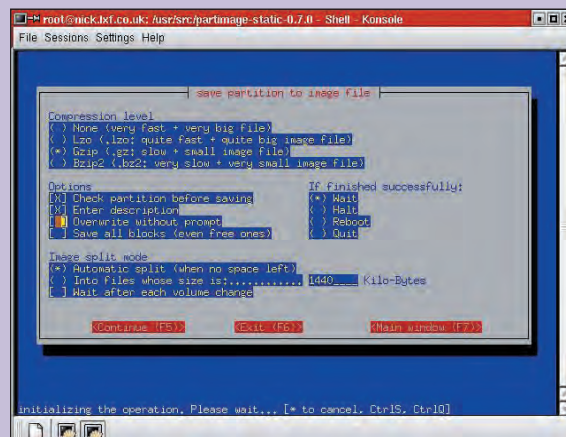 root@nick.lxf.co.uk: /usr/src/partimage-static-0.7.0 - Shell - Konsole
File Sessions Settings Help
save partition to image file
Compression level
( ) None (very fast + very big file)
( ) Lzo (.lzo: quite fast + quite big image file)
(*) Gzip (.gz: slow + small image file)
( ) Bzip2 (.bz2: very slow + very small image file)
Options
[X] Check partition before saving
[X] Enter description
[ ] Overwrite without prompt
[ ] Save all blocks (even free ones)
If finished successfully:
(*) Wait
( ) Halt
( ) Reboot
( ) Quit
Image split mode
(*) Automatic split (when no space left)
( ) Into files whose size is:............ 1440____ Kilo-Bytes
[ ] Wait after each volume change
<Continue (F5)> <Exit (F6)> <Main window (F7)>
initializing the operation. Please wait... [* to cancel, CtrlS, CtrlQ]